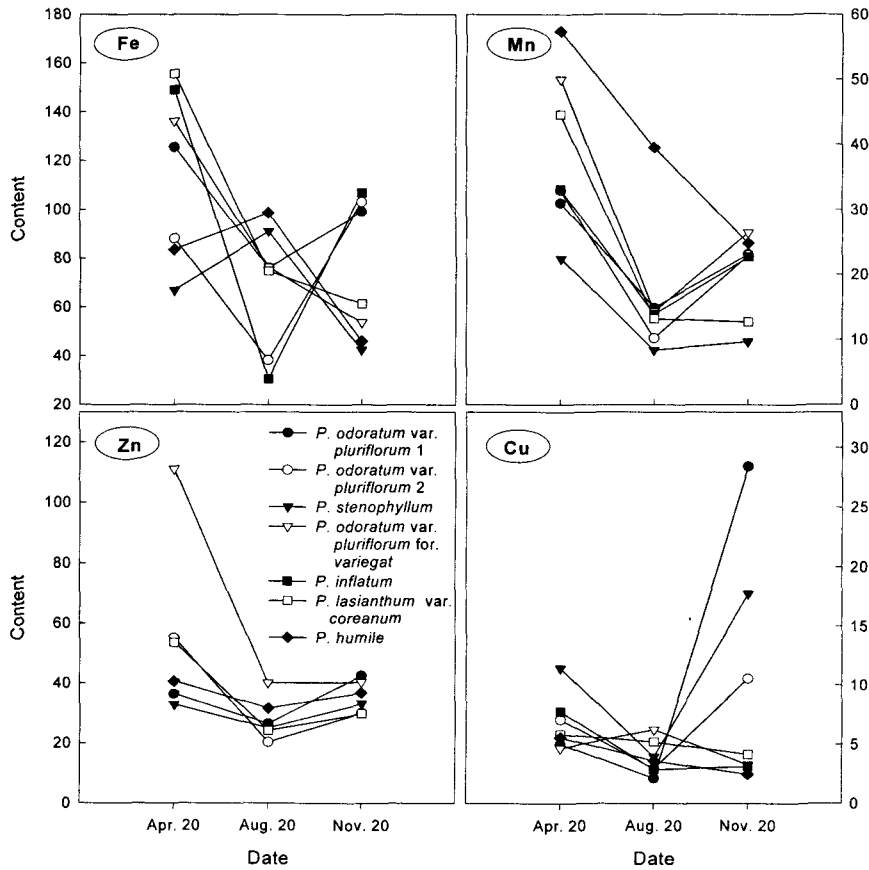 Fe
Mn
180
160
140
120
100
80
60
40
20
Content
60
50
40
30
20
10
0
Zn
Cu
120
100
80
60
40
20
0
Content
P. odoratum var.
pluriflorum 1
P. odoratum var.
pluriflorum 2
P. stenophyllum
P. odoratum var.
pluriflorum for.
variegat
P. inflatum
P. lasianthum var.
coreanum
P. humile
30
25
20
15
10
5
0
Apr. 20 Aug. 20 Nov. 20
Apr. 20 Aug. 20 Nov. 20
Date
Date